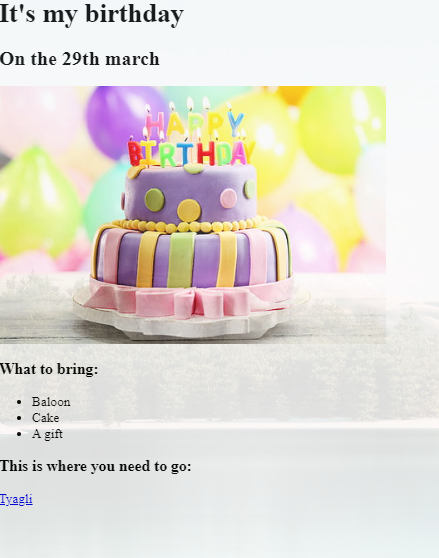 It's my birthday
On the 29th march
HAPPY
BIRTHDAY
What to bring:
Baloon
Cake
A gift
This is where you need to go:
Tyagli